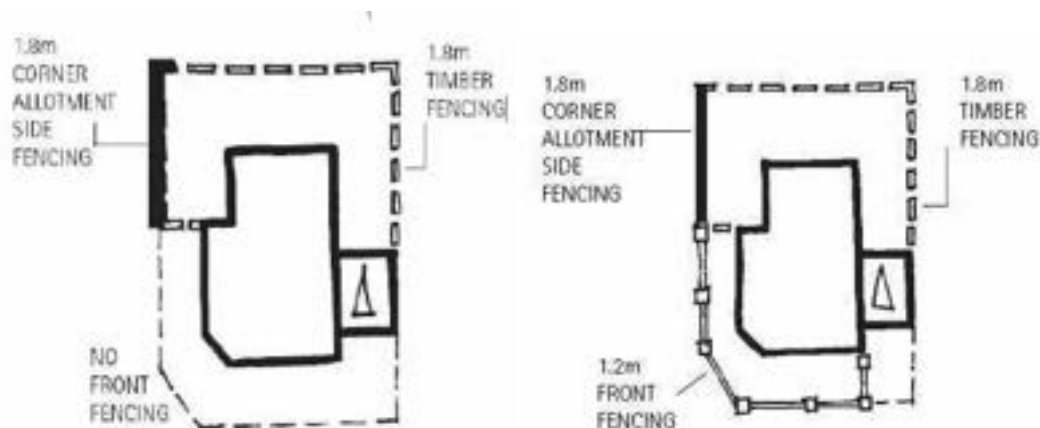 1.8m
CORNER
ALLOTMENT
SIDE
FENCING
1.8m
TIMBER
FENCING
NO
FRONT
FENCING
1.8m
CORNER
ALLOTMENT
SIDE
FENCING
1.8m
TIMBER
FENCING
1.2m
FRONT
FENCING